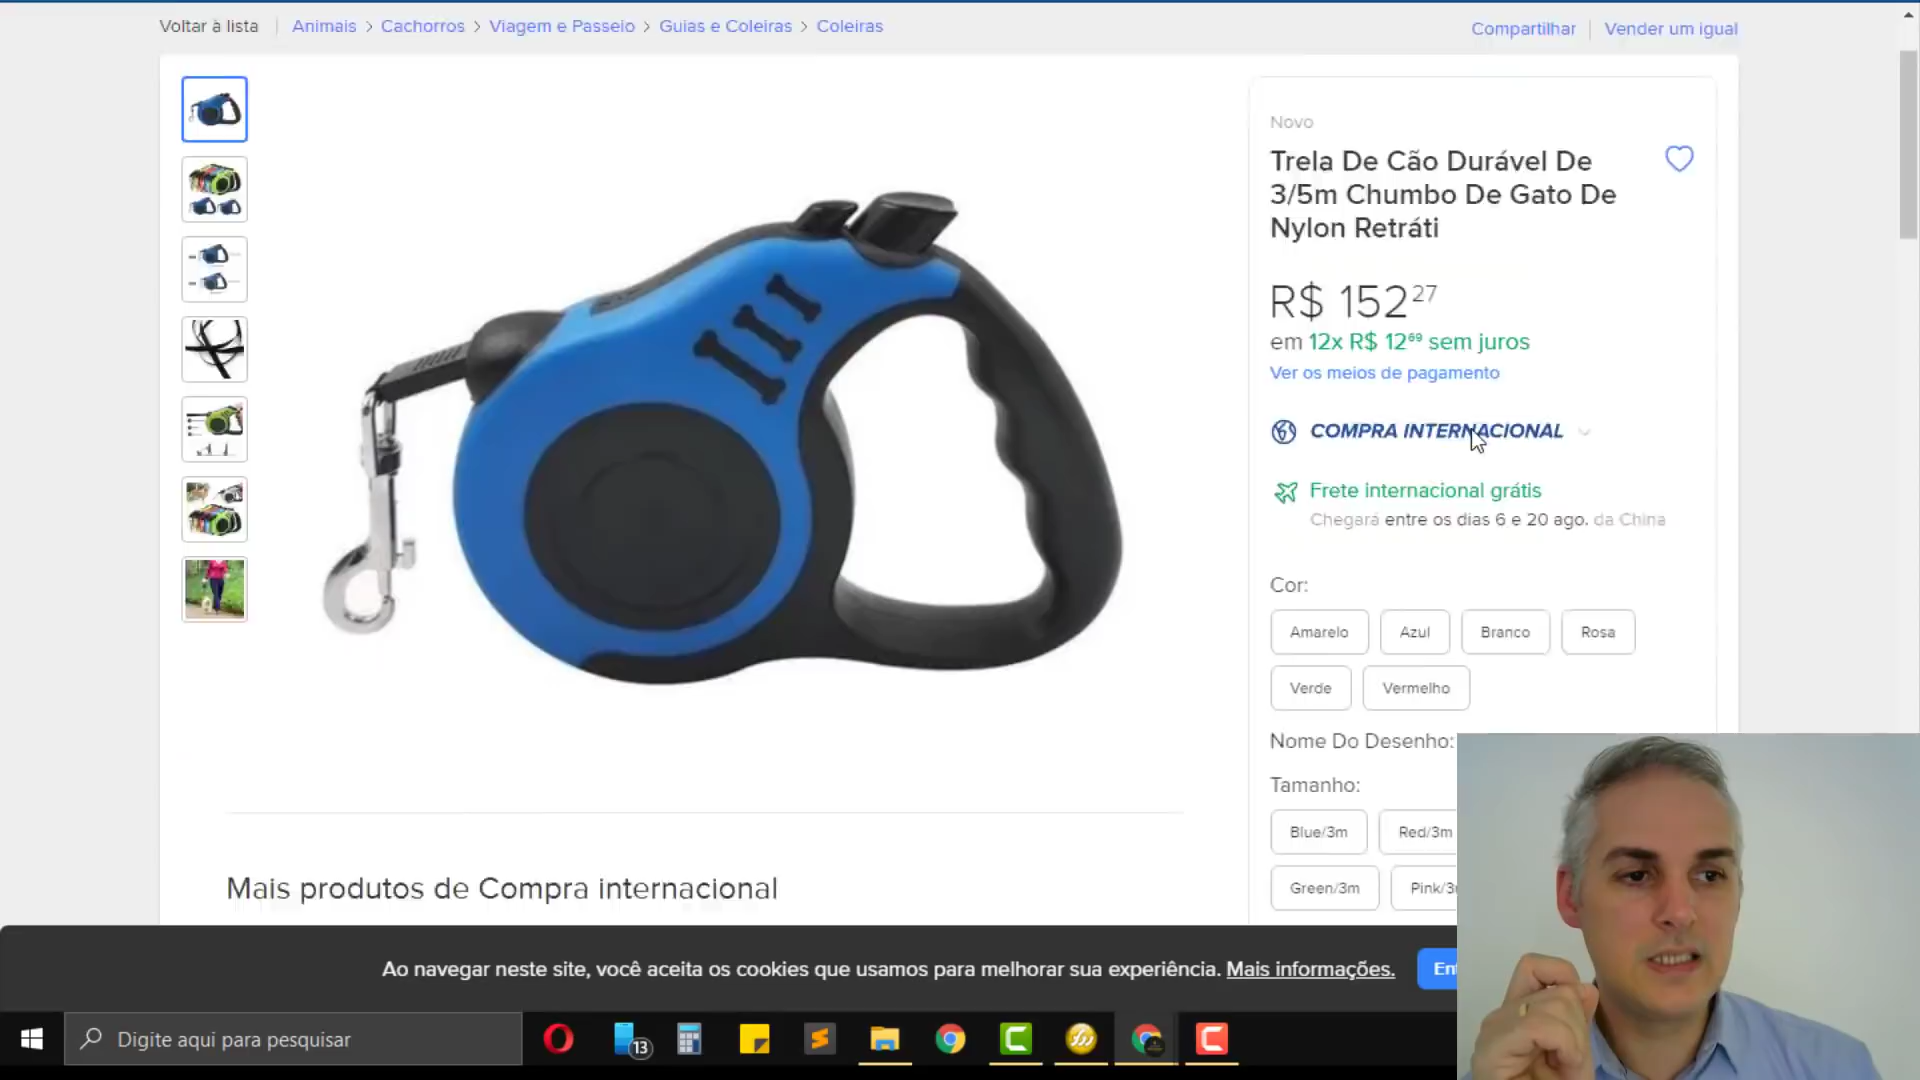 Voltar à lista
Animais > Cachorros > Viagem e Passeio > Guias e Coleiras > Coleiras
Compartilhar
Vender um igual
Novo
Trela De Cão Durável De
3/5m Chumbo De Gato De
Nylon Retráti
R$ 152 27
em 12x R$ 12 69 sem juros
Ver os meios de pagamento
COMPRA INTERNACIONAL
Frete internacional grátis
Chegará entre os dias 6 e 20 ago. da China
Cor:
Amarelo
Azul
Branco
Rosa
Verde
Vermelho
Nome Do Desenho:
Tamanho:
Blue/3m
Red/3m
Green/3m
Pink/3
Mais produtos de Compra internacional
Ao navegar neste site, você aceita os cookies que usamos para melhorar sua experiência. Mais informações.
Digite aqui para pesquisar
13